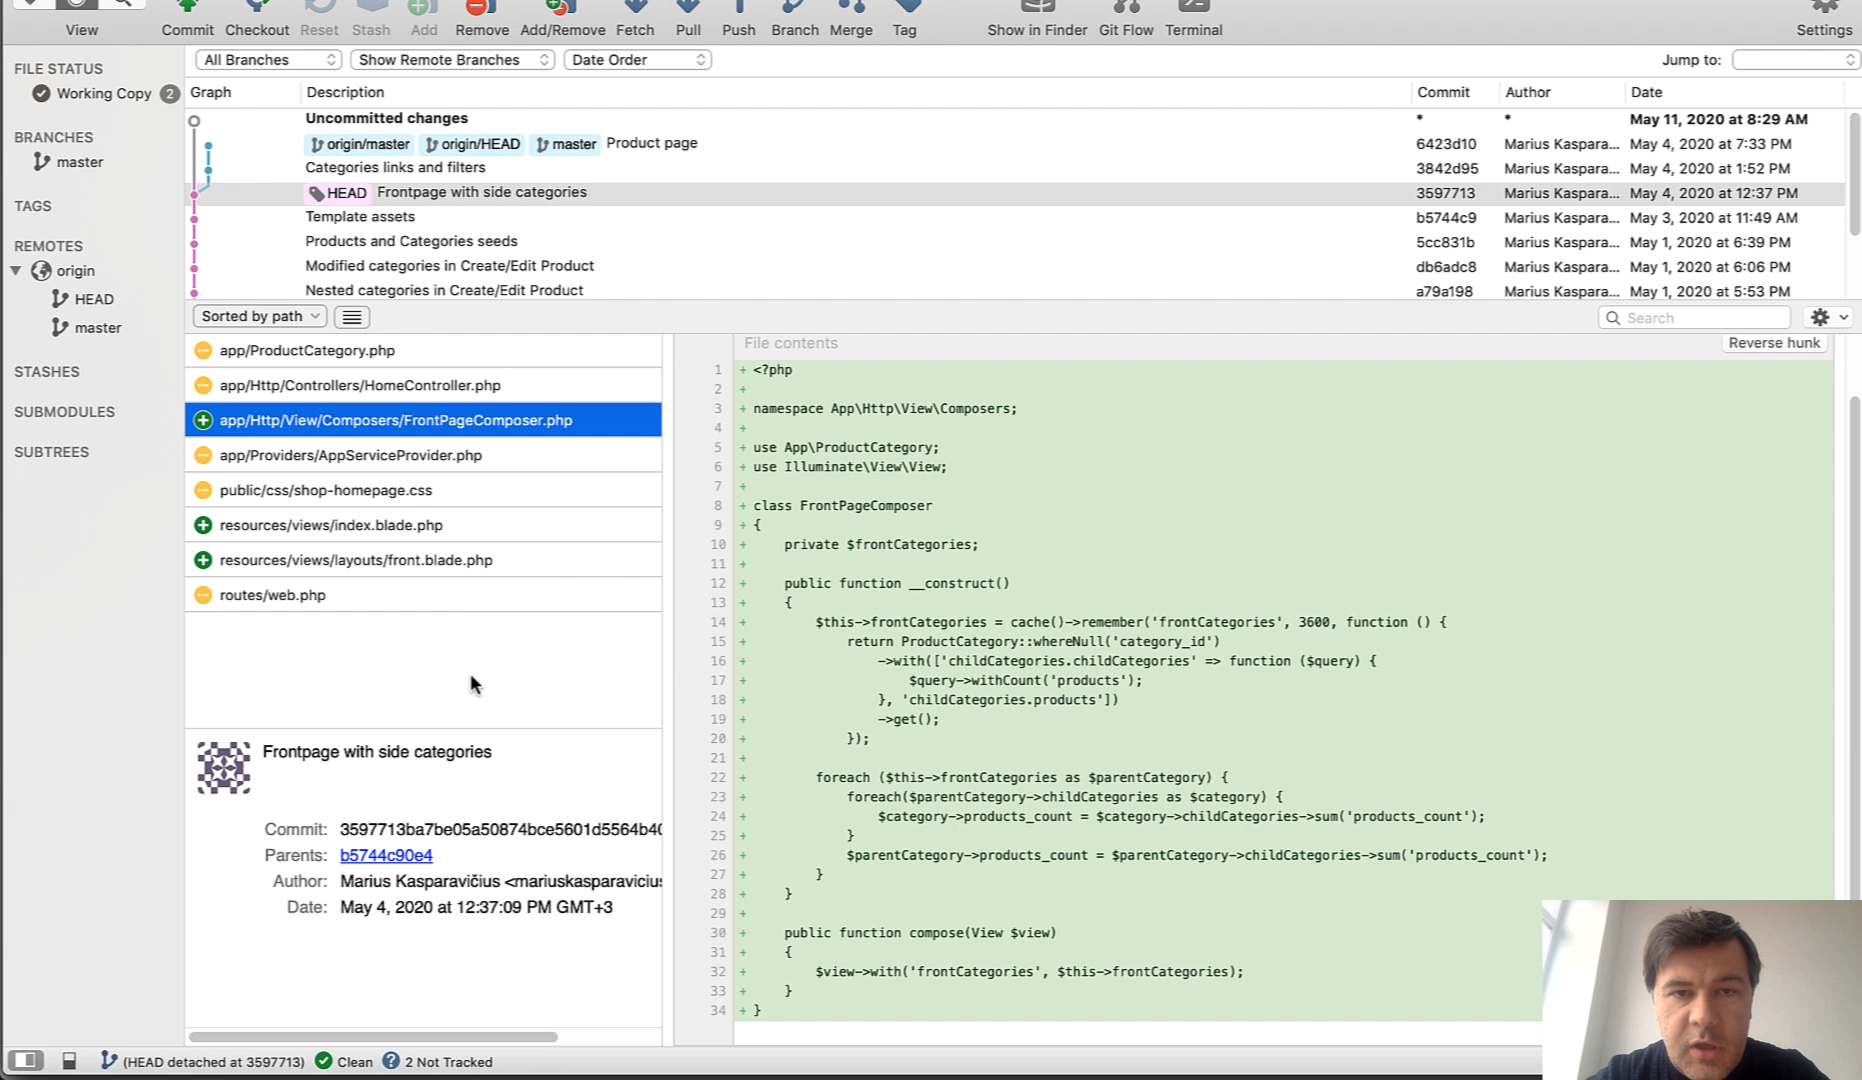 View
Commit Checkout Reset Stash Add Remove Add/Remove Fetch Pull Push Branch Merge Tag Show in Finder Git Flow Terminal Settings
All Branches Show Remote Branches Date Order Jump to:
FILE STATUS
Working Copy 2
BRANCHES
master
TAGS
REMOTES
origin
HEAD
master
STASHES
SUBMODULES
SUBTREES
Graph Description Commit Author Date
Uncommitted changes * * May 11, 2020 at 8:29 AM
origin/master origin/HEAD master Product page 6423d10 Marius Kaspara... May 4, 2020 at 7:33 PM
Categories links and filters 3842d95 Marius Kaspara... May 4, 2020 at 1:52 PM
HEAD Frontpage with side categories 3597713 Marius Kaspara... May 4, 2020 at 12:37 PM
Template assets b5744c9 Marius Kaspara... May 3, 2020 at 11:49 AM
Products and Categories seeds 5cc831b Marius Kaspara... May 1, 2020 at 6:39 PM
Modified categories in Create/Edit Product db6adc8 Marius Kaspara... May 1, 2020 at 6:06 PM
Nested categories in Create/Edit Product a79a198 Marius Kaspara... May 1, 2020 at 5:53 PM
Sorted by path Search
app/ProductCategory.php
app/Http/Controllers/HomeController.php
app/Http/View/Composers/FrontPageComposer.php
app/Providers/AppServiceProvider.php
public/css/shop-homepage.css
resources/views/index.blade.php
resources/views/layouts/front.blade.php
routes/web.php
Frontpage with side categories
Commit: 3597713ba7be05a50874bce5601d5564b40
Parents: b5744c90e4
Author: Marius Kasparavičius <mariuskasparavicius
Date: May 4, 2020 at 12:37:09 PM GMT+3
File contents Reverse hunk
1 + <?php
2 +
3 + namespace App\Http\View\Composers;
4 +
5 + use App\ProductCategory;
6 + use Illuminate\View\View;
7 +
8 + class FrontPageComposer
9 + {
10 + private $frontCategories;
11 +
12 + public function __construct()
13 + {
14 + $this->frontCategories = cache()->remember('frontCategories', 3600, function () {
15 + return ProductCategory::whereNull('category_id')
16 + ->with(['childCategories.childCategories' => function ($query) {
17 + $query->withCount('products');
18 + }, 'childCategories.products'])
19 + ->get();
20 + });
21 +
22 + foreach ($this->frontCategories as $parentCategory) {
23 + foreach($parentCategory->childCategories as $category) {
24 + $category->products_count = $category->childCategories->sum('products_count');
25 + }
26 + $parentCategory->products_count = $parentCategory->childCategories->sum('products_count');
27 + }
28 + }
29 +
30 + public function compose(View $view)
31 + {
32 + $view->with('frontCategories', $this->frontCategories);
33 + }
34 + }
(HEAD detached at 3597713) Clean 2 Not Tracked